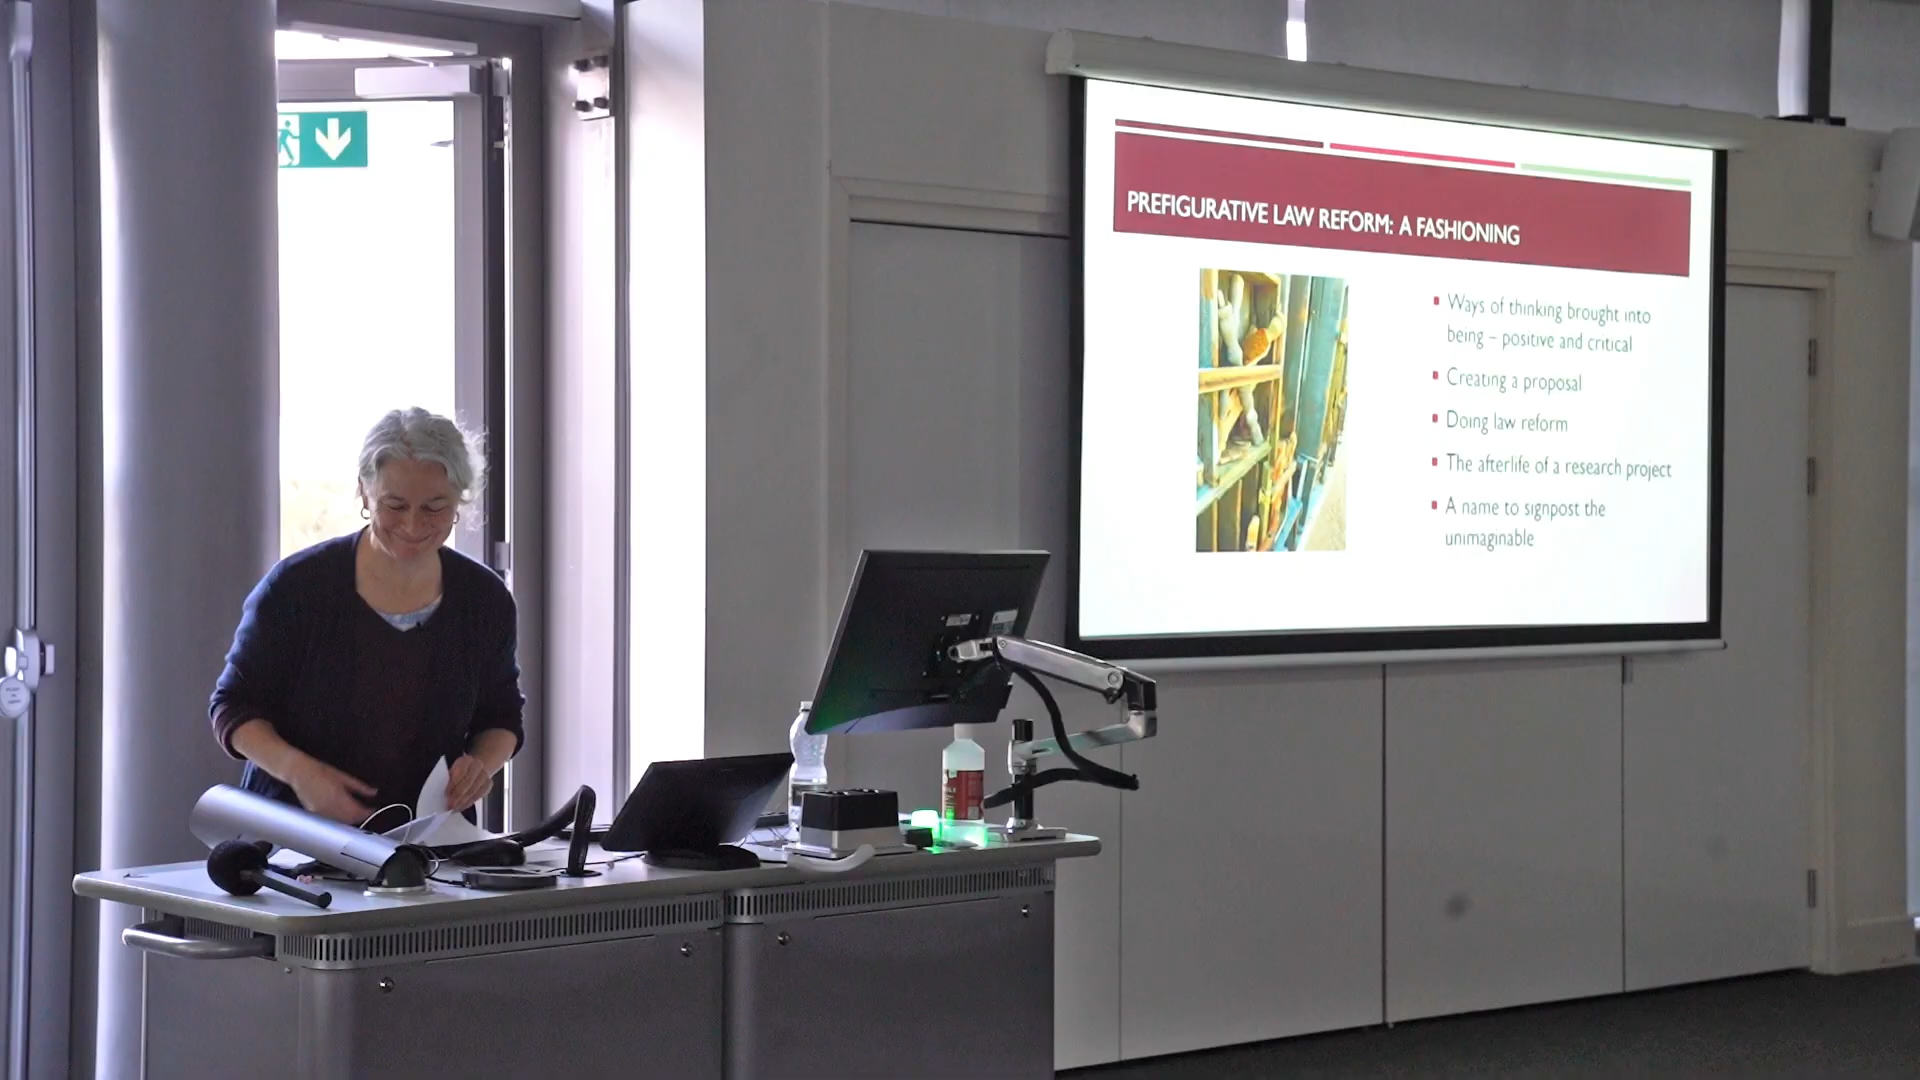 PREFIGURATIVE LAW REFORM: A FASHIONING
▪ Ways of thinking brought into
being – positive and critical
▪ Creating a proposal
▪ Doing law reform
▪ The afterlife of a research project
▪ A name to signpost the
unimaginable